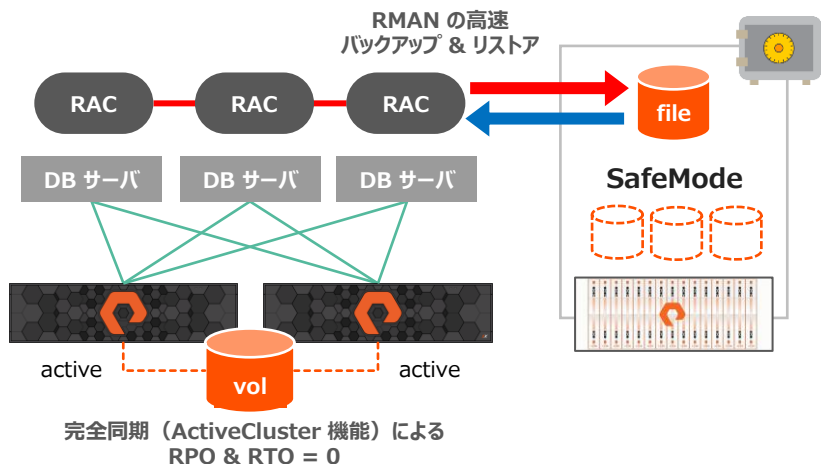 RMAN の高速
バックアップ & リストア
RAC
RAC
RAC
file
DB サーバ
DB サーバ
DB サーバ
SafeMode
active
vol
active
完全同期（ActiveCluster 機能）による
RPO & RTO = 0